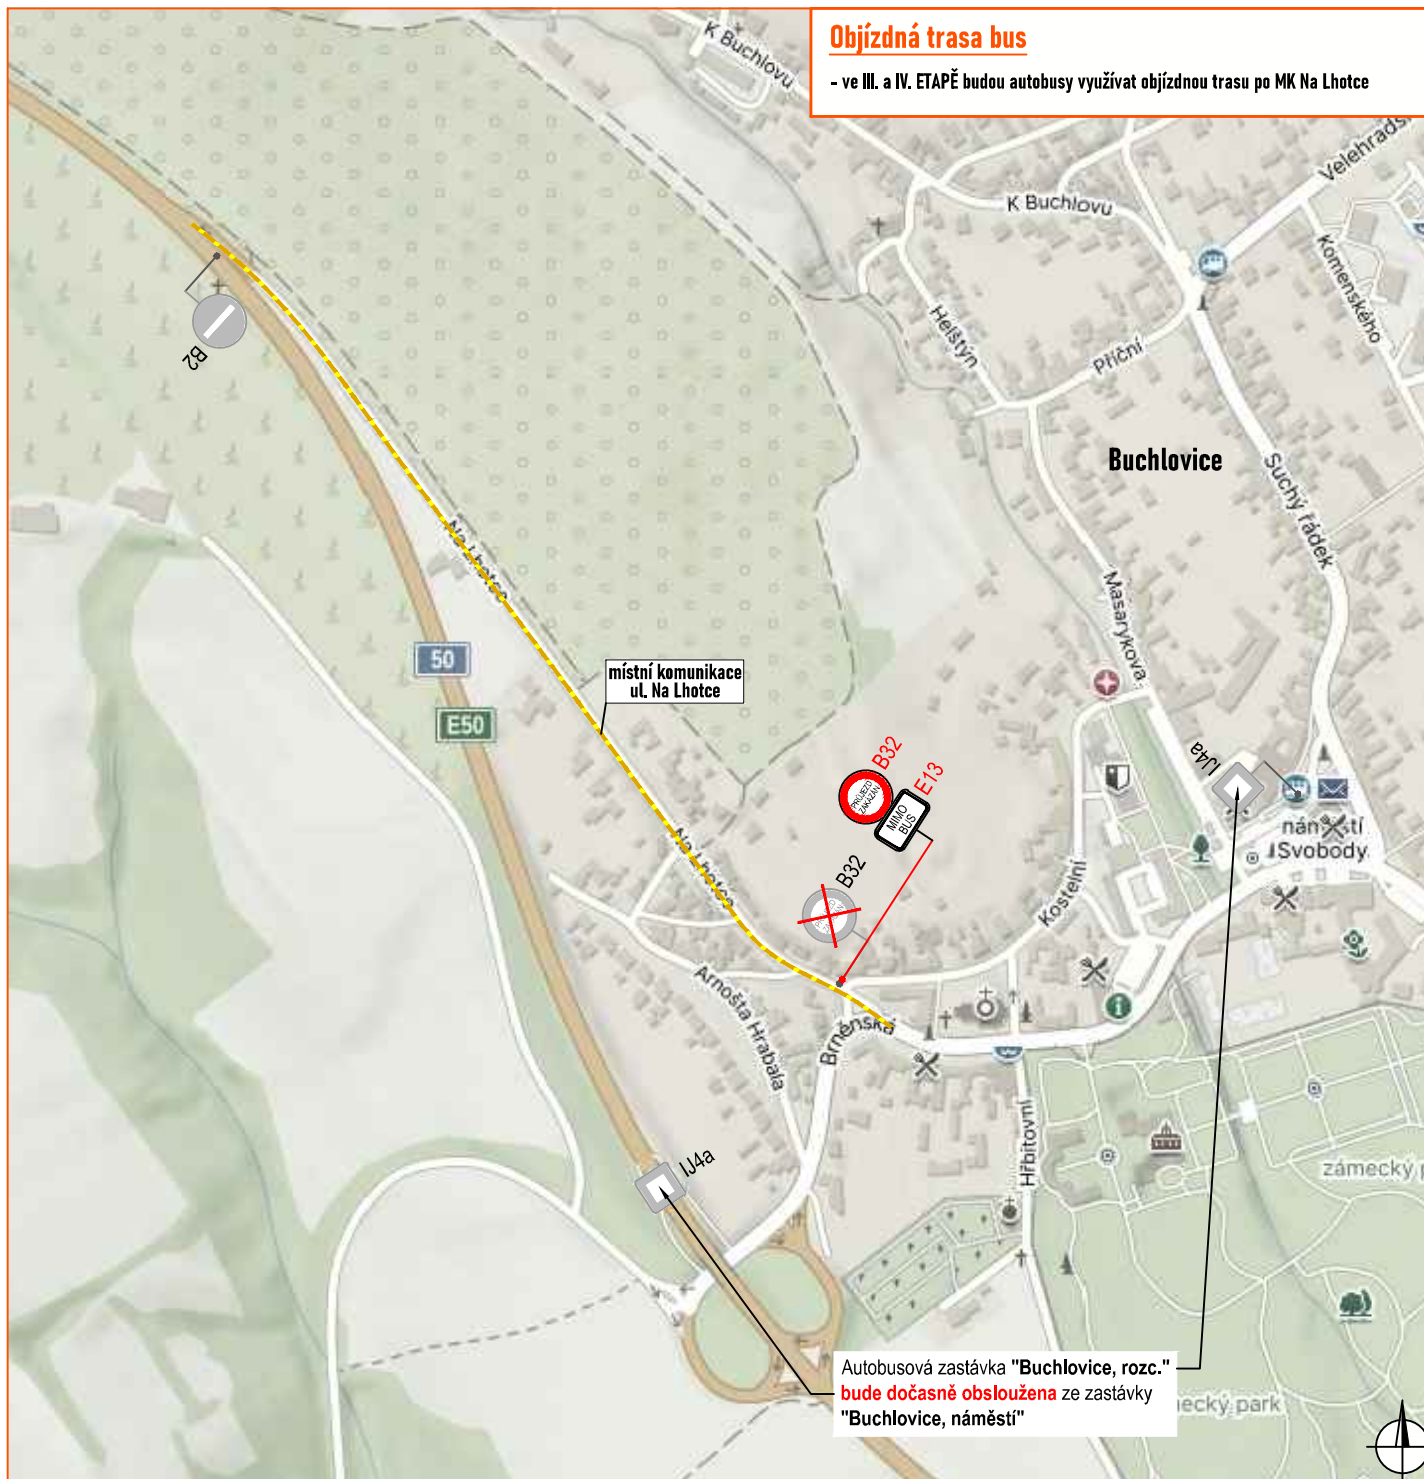 Objízdná trasa bus
- ve III. a IV. ETAPĚ budou autobusy využívat objízdnou trasu po MK Na Lhotce
K Buchlovu
K Buchlovu
Komenského
Helštýn
Příční
B2
Buchlovice
Suchý řádek
Na Lhotce
Masarykova
50
E50
místní komunikace
ul. Na Lhotce
B32
PRŮJEZD
ZAKÁZÁN
E13
MIMO
BUS
IJ4a
náměstí
Svobody
Na Lhotce
B32
Kostelní
Arnošta Hrabala
Brněnská
Hřbitovní
IJ4a
zámecký
Autobusová zastávka "Buchlovice, rozc."
bude dočasně obsloužena ze zastávky
"Buchlovice, náměstí"
park